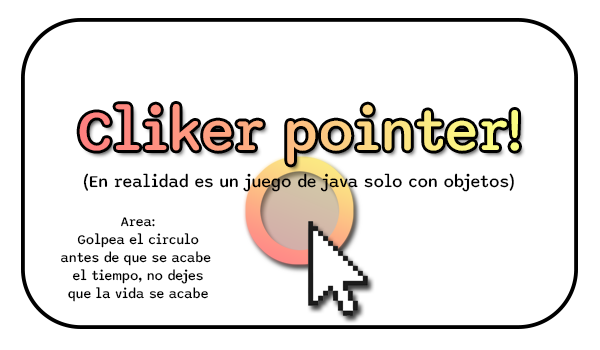 Cliker pointer!
(En realidad es un juego de java solo con objetos)
Area:
Golpea el circulo
antes de que se acabe
el tiempo, no dejes
que la vida se acabe